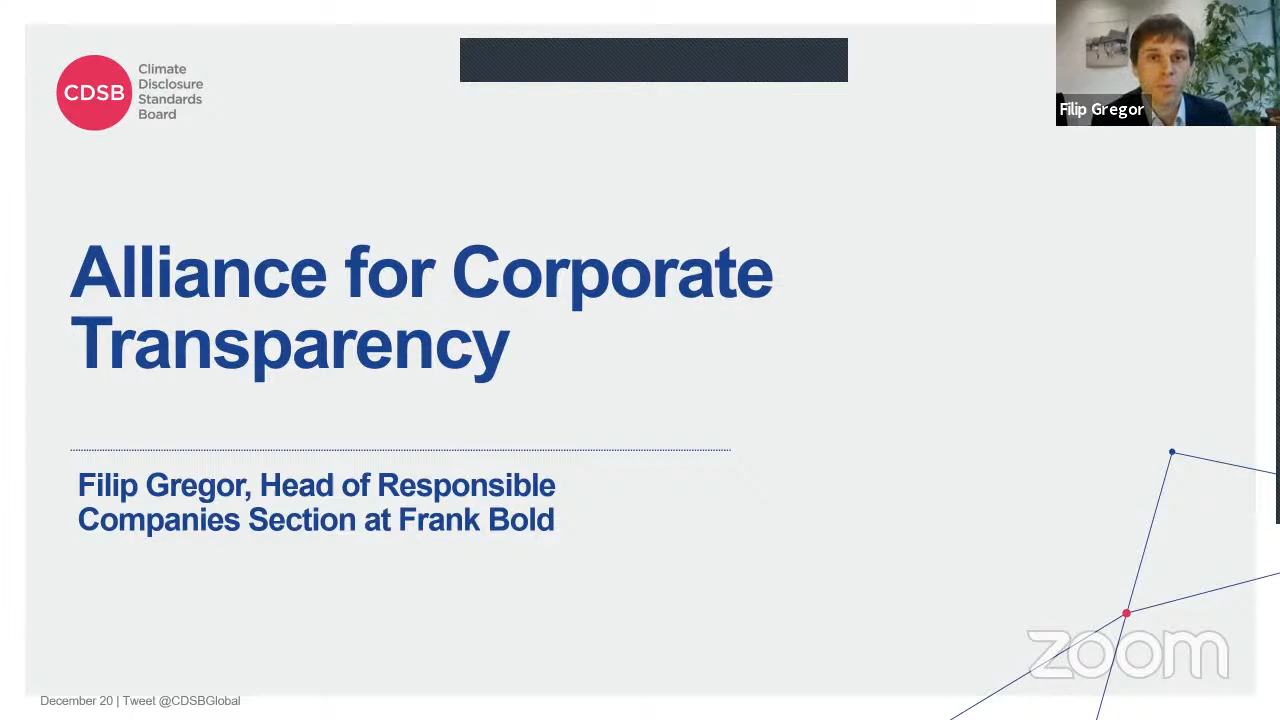 CDSB
Climate
Disclosure
Standards
Board
Filip Gregor
Alliance for Corporate
Transparency
Filip Gregor, Head of Responsible
Companies Section at Frank Bold
zoom
December 20 | Tweet @CDSBGlobal